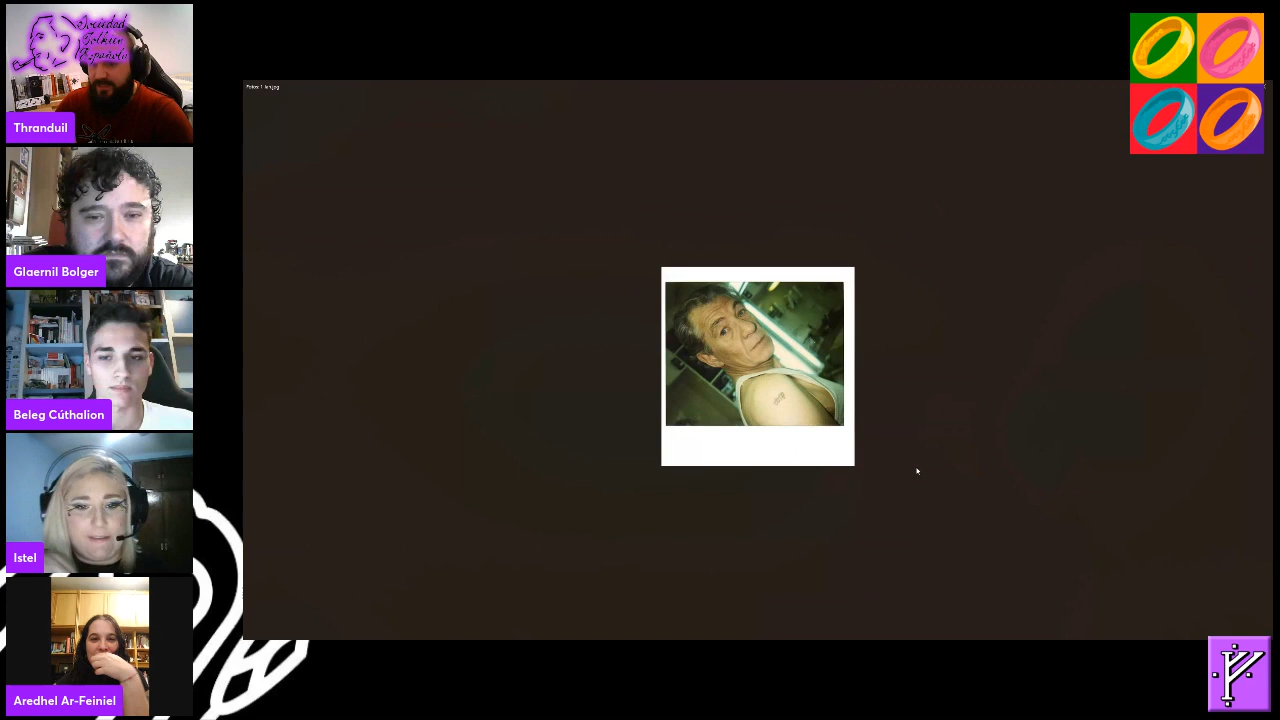 Sociedad
Tolkien
Española
Thranduil
Glaernil Bolger
Beleg Cúthalion
Istel
Aredhel Ar-Feiniel